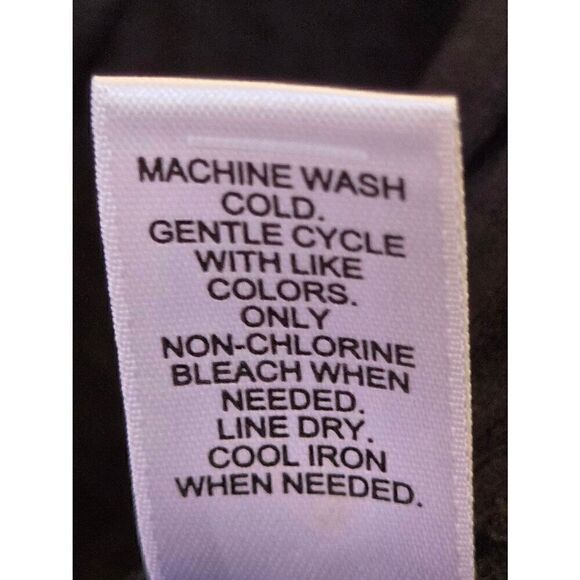 MACHINE WASH
COLD.
GENTLE CYCLE
WITH LIKE
COLORS.
ONLY
NON-CHLORINE
BLEACH WHEN
NEEDED.
LINE DRY.
COOL IRON
WHEN NEEDED.